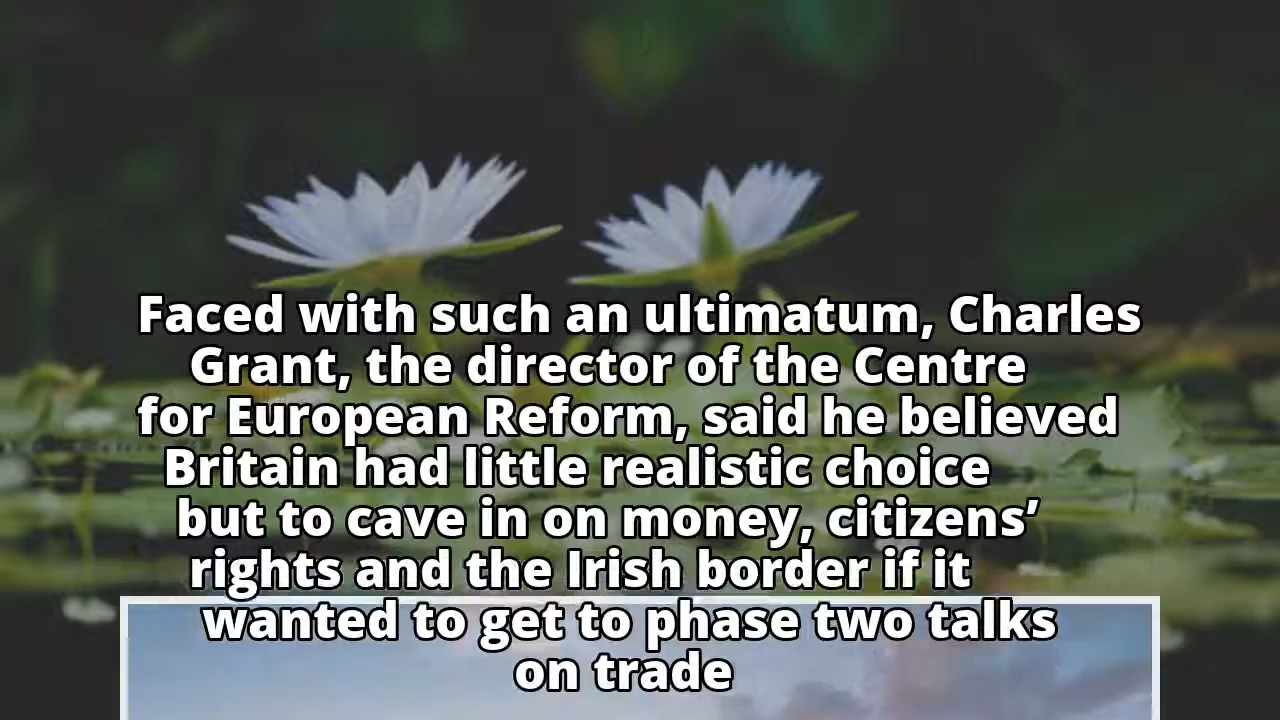 Faced with such an ultimatum, Charles
Grant, the director of the Centre
for European Reform, said he believed
Britain had little realistic choice
but to cave in on money, citizens’
rights and the Irish border if it
wanted to get to phase two talks
on trade